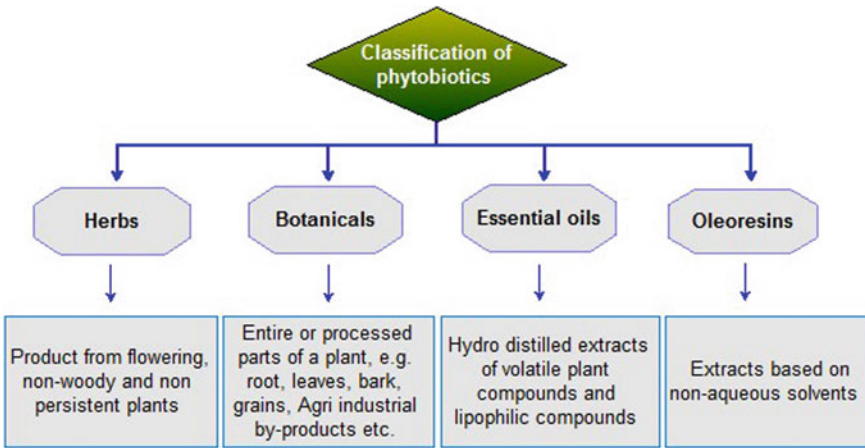 Classification of
phytobiotics
Herbs
Botanicals
Essential oils
Oleoresins
Product from flowering,
non-woody and non
persistent plants
Entire or processed
parts of a plant, e.g.
root, leaves, bark,
grains, Agri industrial
by-products etc.
Hydro distilled extracts
of volatile plant
compounds and
lipophilic compounds
Extracts based on
non-aqueous solvents